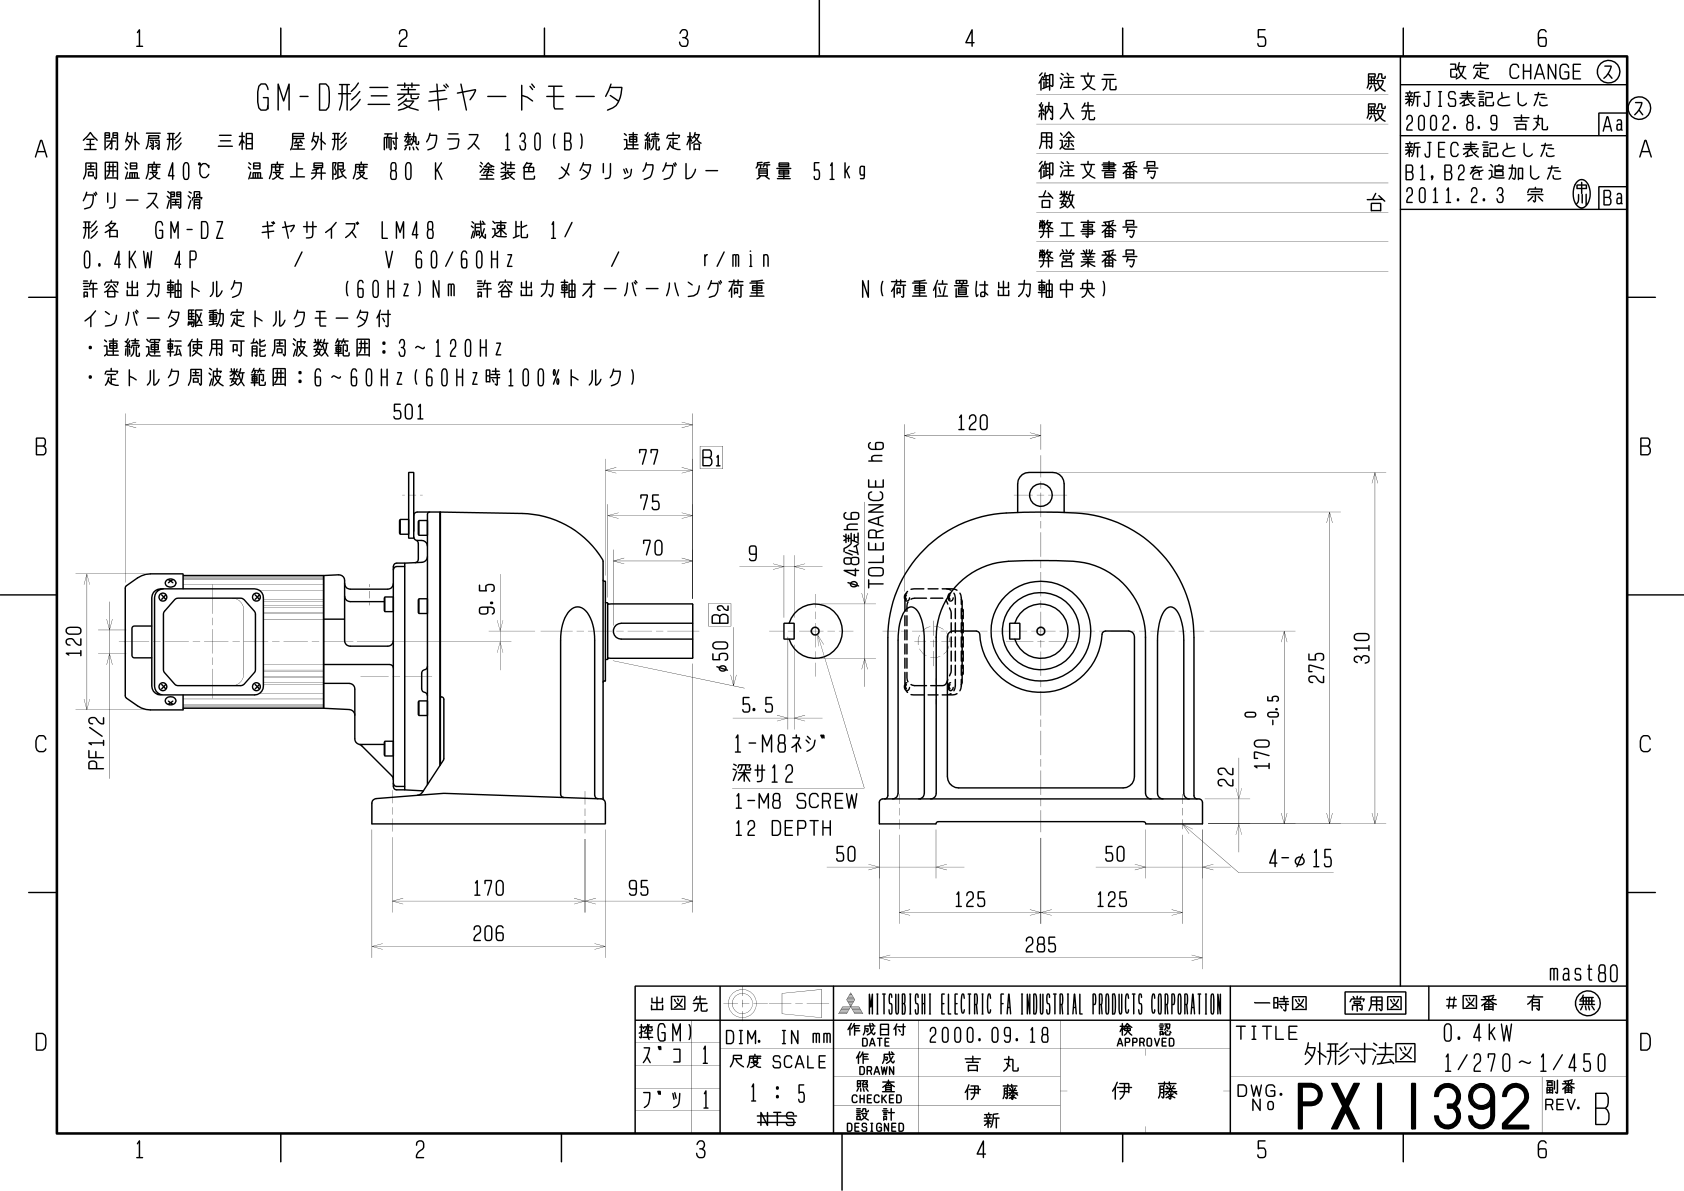 1 2 3 4 5 6
A
B
C
D
GM-D形三菱ギヤードモータ
全閉外扇形 三相 屋外形 耐熱クラス 130(B) 連続定格
周囲温度40℃ 温度上昇限度 80 K 塗装色 メタリックグレー 質量 51kg
グリース潤滑
形名 GM-DZ ギヤサイズ LM48 減速比 1/
0.4KW 4P / V 60/60Hz / r/min
許容出力軸トルク (60Hz)Nm 許容出力軸オーバーハング荷重 N(荷重位置は出力軸中央)
インバータ駆動定トルクモータ付
・連続運転使用可能周波数範囲：3~120Hz
・定トルク周波数範囲：6~60Hz(60Hz時100%トルク)
御注文元 殿
納入先 殿
用途
御注文書番号
台数 台
弊工事番号
弊営業番号
改定 CHANGE ス
新JIS表記とした
2002.8.9 吉丸 Aa
新JEC表記とした
B1,B2を追加した
2011.2.3 宗 Ba
ス
A
B
C
D
501
77 B1
75
70
9.5
120
PF1/2
B2
φ50
9
5.5
φ48公差h6
TOLERANCE h6
1-M8ネジ
深サ12
1-M8 SCREW
12 DEPTH
170 95
206
120
310
275
170 0 -0.5
22
50 50
4-φ15
125 125
285
mast80
出図先
MITSUBISHI ELECTRIC FA INDUSTRIAL PRODUCTS CORPORATION
一時図 常用図 #図番 有 無
GM)
ズコ 1
ブツ 1
DIM. IN mm
尺度 SCALE
1 : 5
NTS
作成日付
DATE
2000.09.18
作成
DRAWN
吉丸
照査
CHECKED
伊藤
設計
DESIGNED
新
検認
APPROVED
伊藤
TITLE
外形寸法図
0.4kW
1/270~1/450
DWG.
No
PX11392
副番
REV.
B
1 2 3 4 5 6